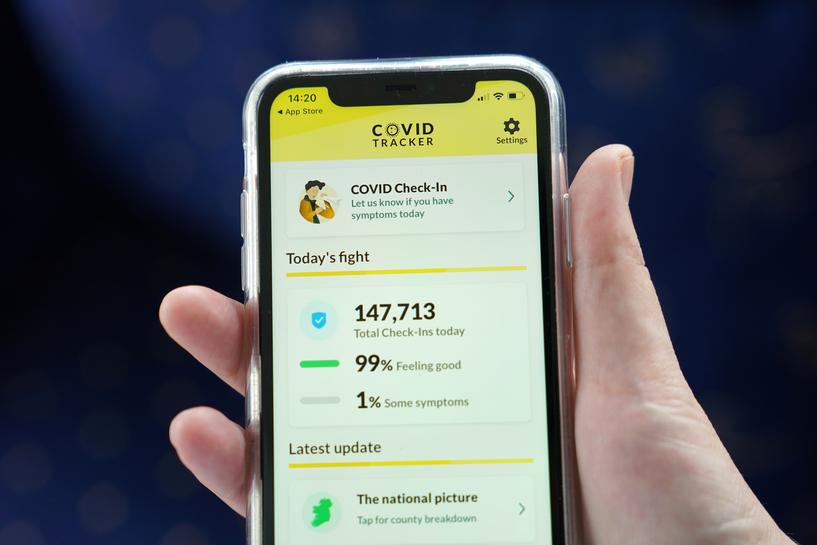 14:20
◀ App Store
COVID
TRACKER
Settings
COVID Check-In
Let us know if you have
symptoms today
Today's fight
147,713
Total Check-Ins today
99% Feeling good
1% Some symptoms
Latest update
The national picture
Tap for county breakdown